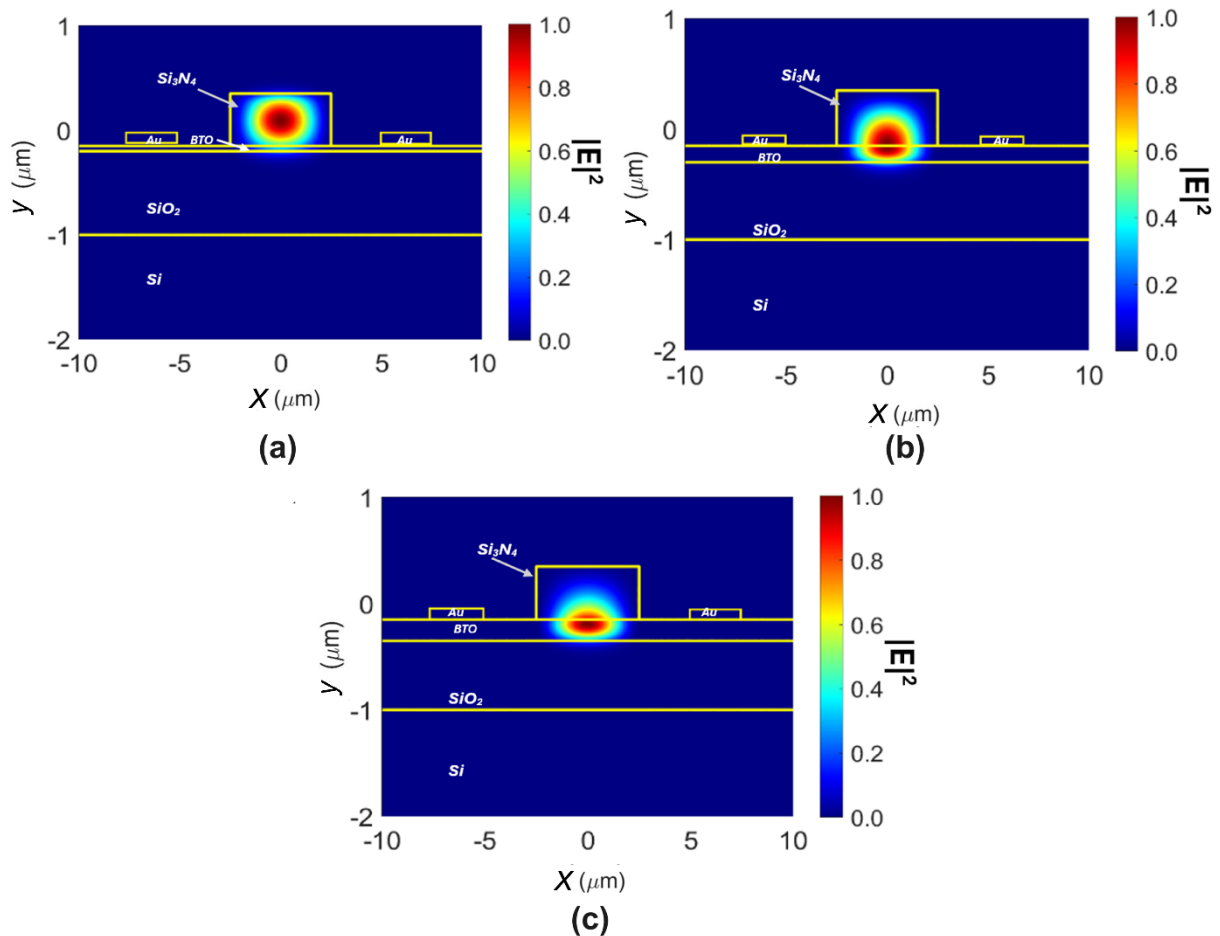 1
0
-1
-2
y (μm)
Si₃N₄
Au
BTO
Au
SiO₂
Si
-10
-5
0
5
10
X (μm)
1.0
0.8
0.6
0.4
0.2
0.0
|E|²
(a)
1
0
-1
-2
y (μm)
Si₃N₄
Au
Au
BTO
SiO₂
Si
-10
-5
0
5
10
X (μm)
1.0
0.8
0.6
0.4
0.2
0.0
|E|²
(b)
1
0
-1
-2
y (μm)
Si₃N₄
Au
Au
BTO
SiO₂
Si
-10
-5
0
5
10
X (μm)
1.0
0.8
0.6
0.4
0.2
0.0
|E|²
(c)